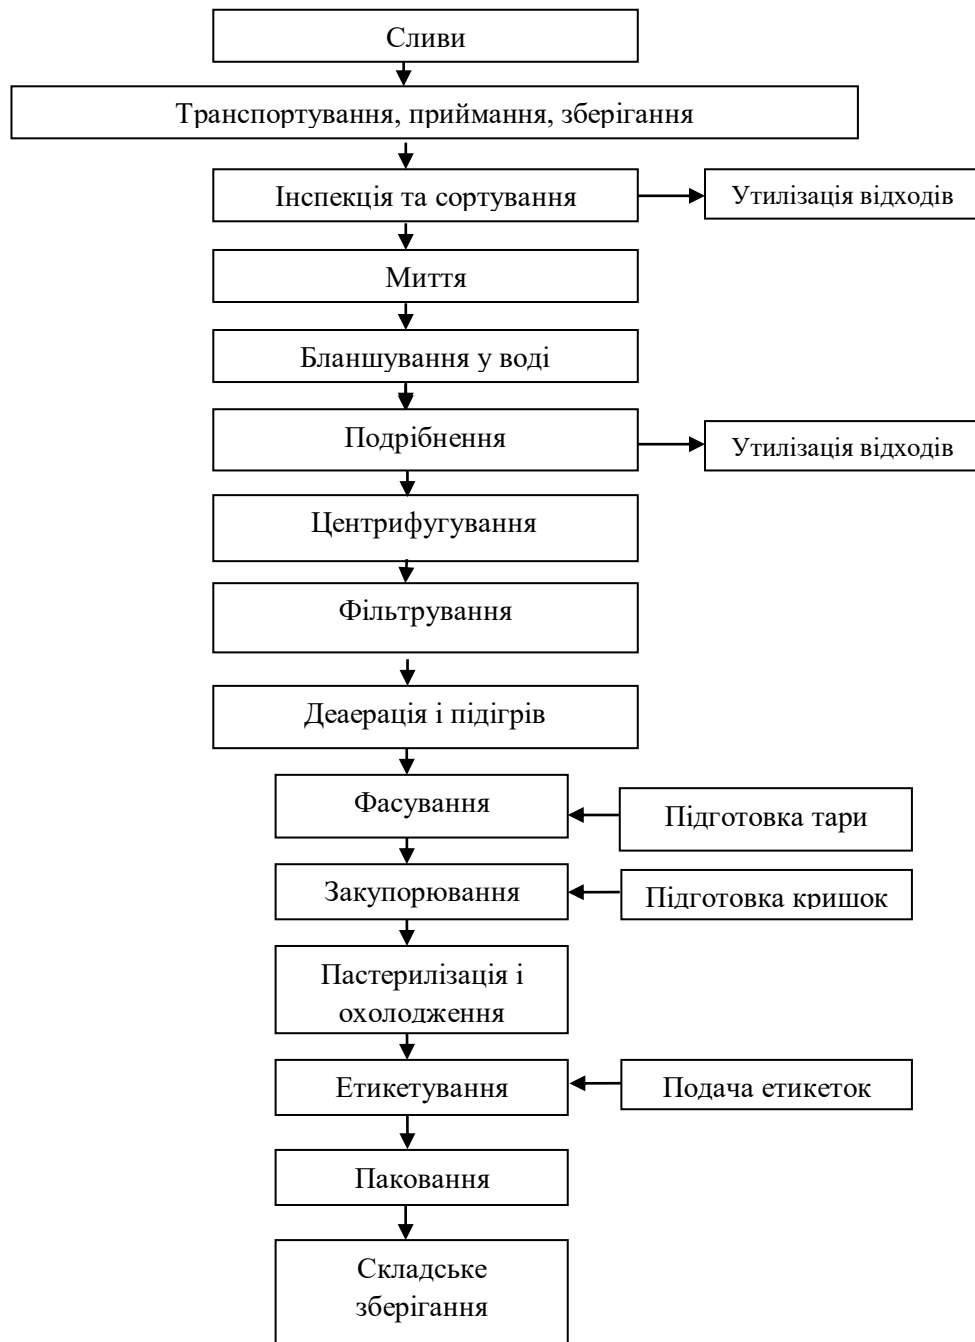 Сливи
Транспортування, приймання, зберігання
Інспекція та сортування
Утилізація відходів
Миття
Бланшування у воді
Подрібнення
Утилізація відходів
Центрифугування
Фільтрування
Деаерація і підігрів
Фасування
Підготовка тари
Закупорювання
Підготовка кришок
Пастерилізація і
охолодження
Етикетування
Подача етикеток
Паковання
Складське
зберігання